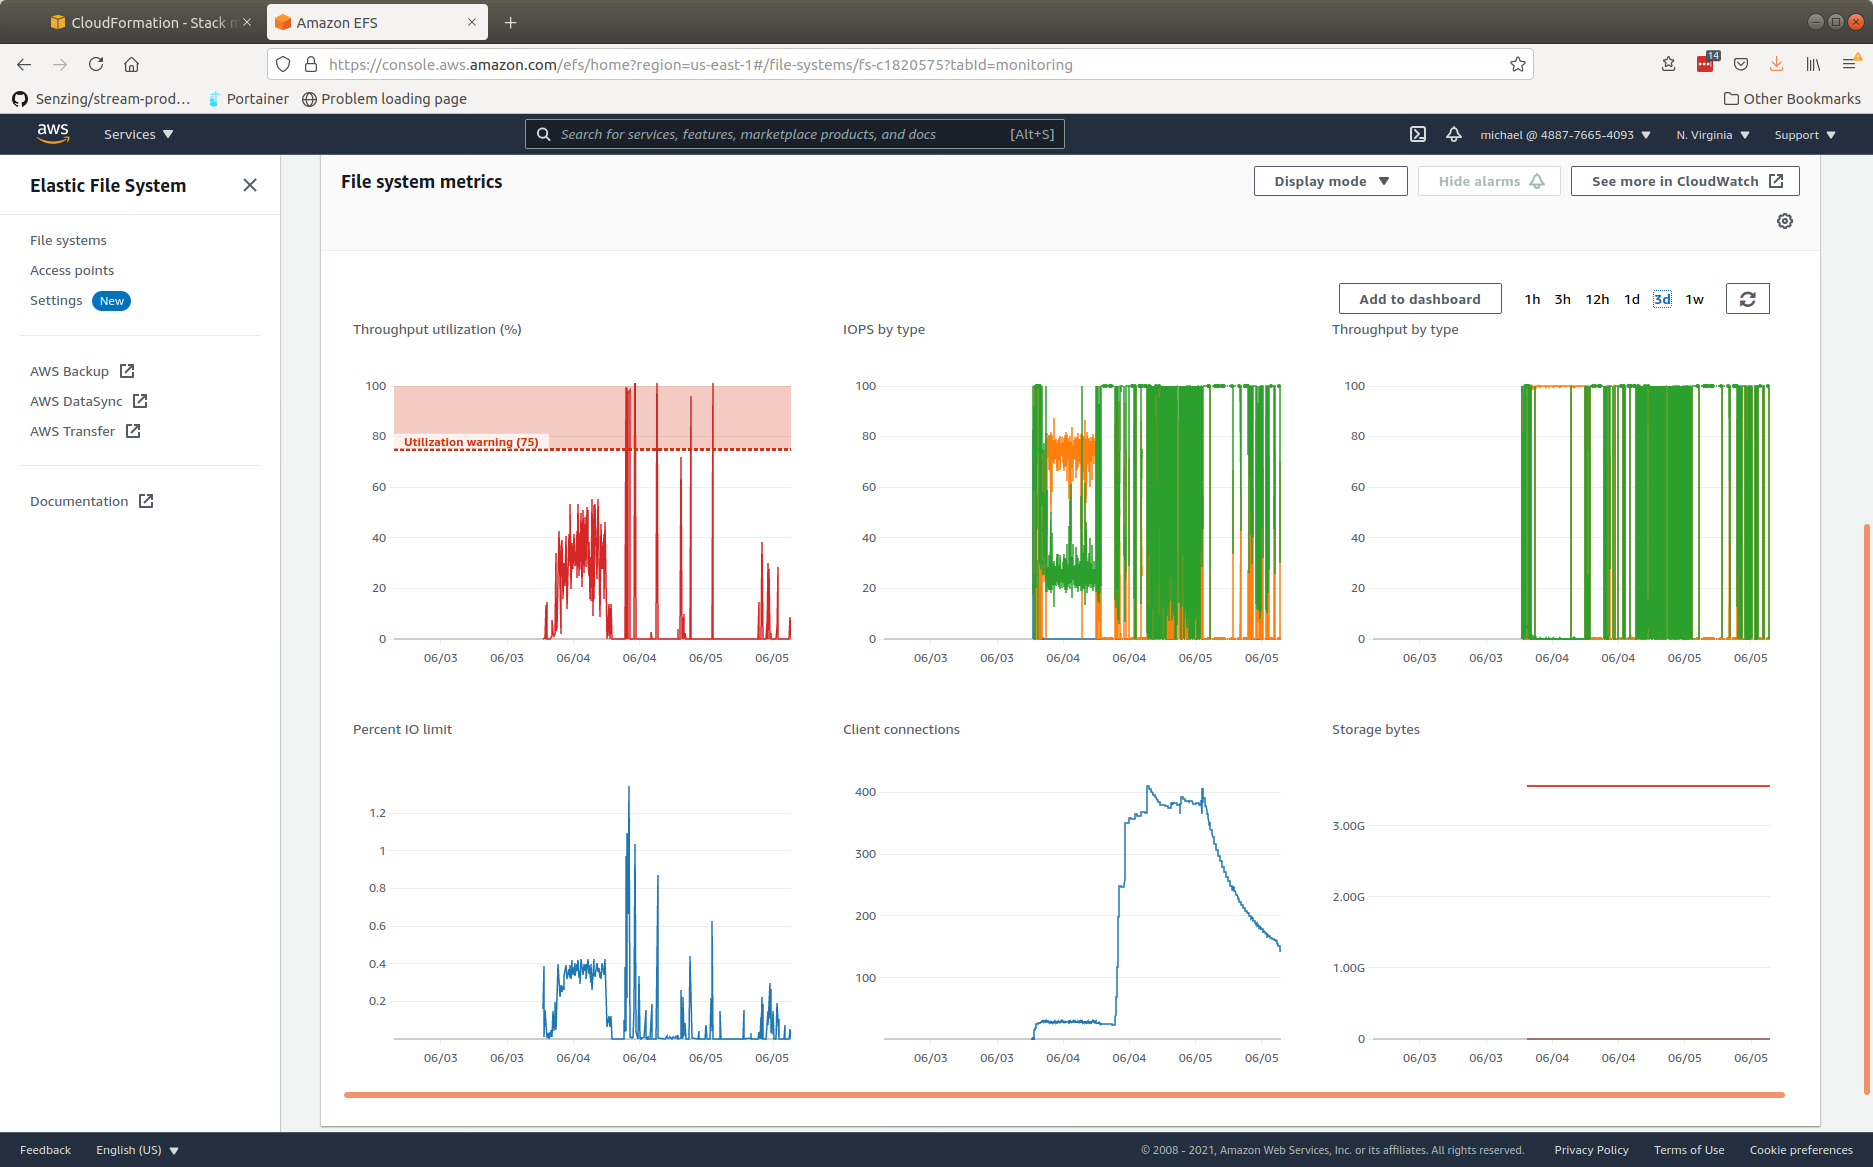 CloudFormation - Stack
Amazon EFS
https://console.aws.amazon.com/efs/home?region=us-east-1#/file-systems/fs-c1820575?tabId=monitoring
14
Senzing/stream-prod...
Portainer
Problem loading page
Other Bookmarks
aws
Services
Search for services, features, marketplace products, and docs
[Alt+S]
michael @ 4887-7665-4093
N. Virginia
Support
Elastic File System
File systems
Access points
Settings New
AWS Backup
AWS DataSync
AWS Transfer
Documentation
File system metrics
Display mode
Hide alarms
See more in CloudWatch
Add to dashboard
1h 3h 12h 1d 3d 1w
Throughput utilization (%)
100
80
60
40
20
0
Utilization warning (75)
06/03 06/03 06/04 06/04 06/05 06/05
IOPS by type
100
80
60
40
20
0
06/03 06/03 06/04 06/04 06/05 06/05
Throughput by type
100
80
60
40
20
0
06/03 06/03 06/04 06/04 06/05 06/05
Percent IO limit
1.2
1
0.8
0.6
0.4
0.2
06/03 06/03 06/04 06/04 06/05 06/05
Client connections
400
300
200
100
06/03 06/03 06/04 06/04 06/05 06/05
Storage bytes
3.00G
2.00G
1.00G
0
06/03 06/03 06/04 06/04 06/05 06/05
Feedback
English (US)
© 2008 - 2021, Amazon Web Services, Inc. or its affiliates. All rights reserved.
Privacy Policy
Terms of Use
Cookie preferences